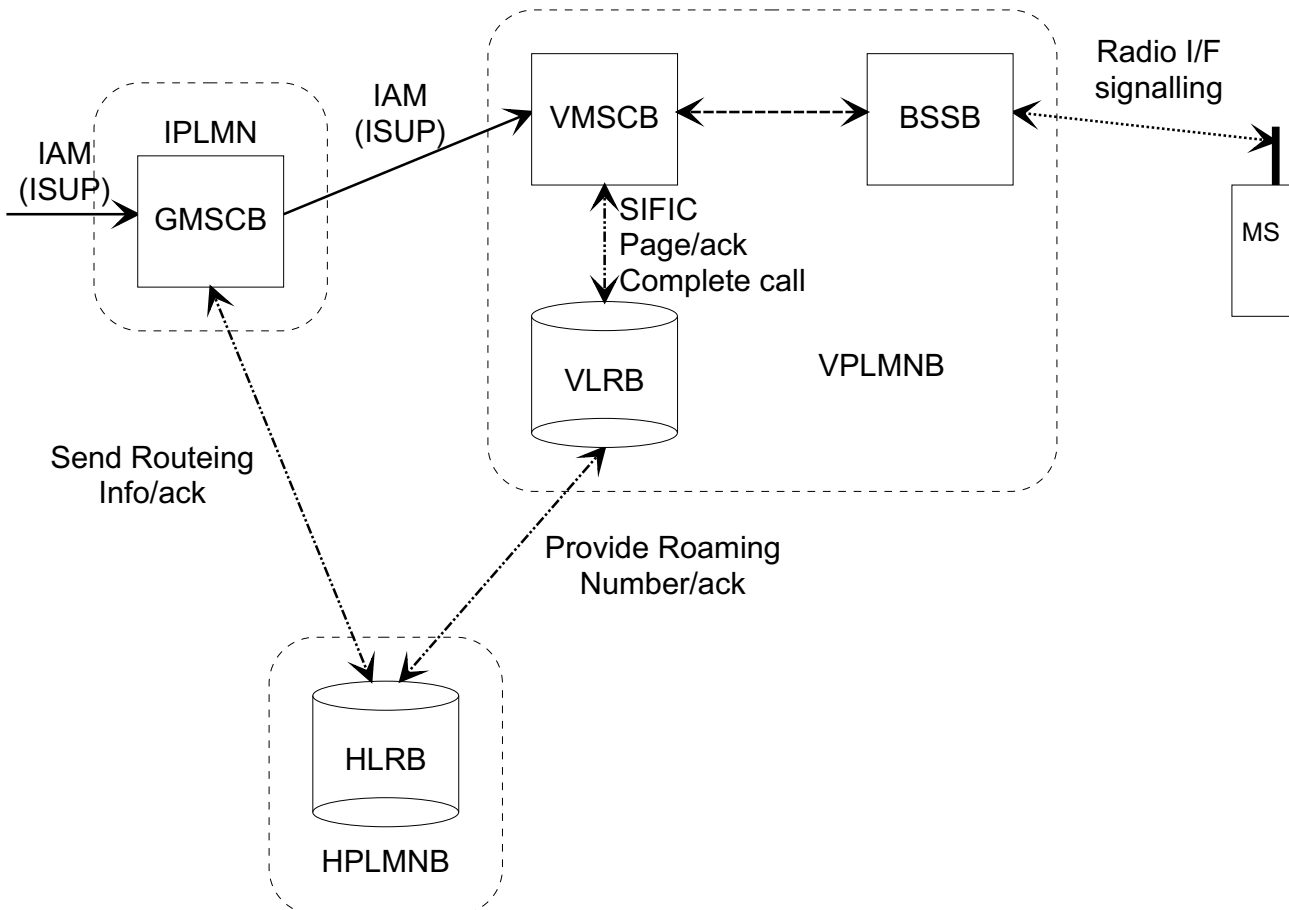 IAM
(ISUP)
IPLMN
GMSCB
IAM
(ISUP)
VMSCB
BSSB
Radio I/F
signalling
MS
SIFIC
Page/ack
Complete call
VLRB
VPLMNB
Send Routeing
Info/ack
Provide Roaming
Number/ack
HLRB
HPLMNB